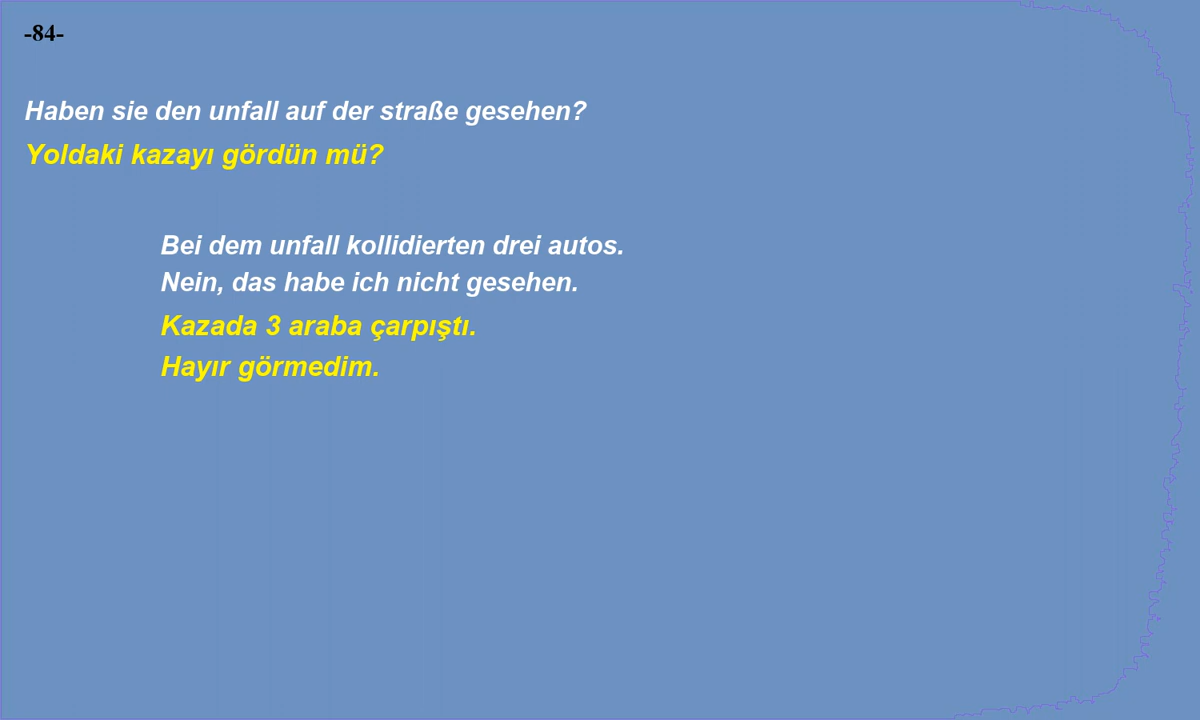 -84-
Haben sie den unfall auf der straße gesehen?
Yoldaki kazayı gördün mü?
Bei dem unfall kollidierten drei autos.
Nein, das habe ich nicht gesehen.
Kazada 3 araba çarpıştı.
Hayır görmedim.